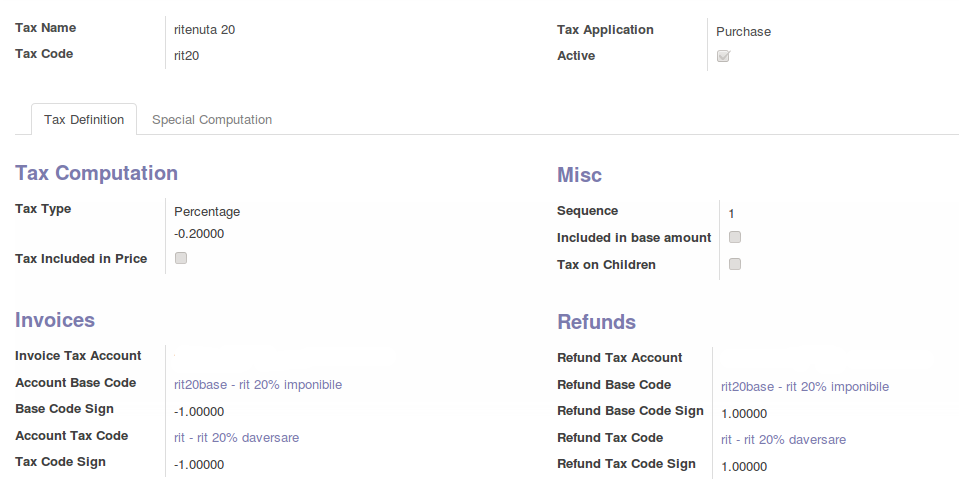 Tax Name ritenuta 20
Tax Code rit20
Tax Application Purchase
Active
Tax Definition Special Computation
Tax Computation
Tax Type Percentage
-0.20000
Tax Included in Price
Misc
Sequence 1
Included in base amount
Tax on Children
Invoices
Invoice Tax Account
Account Base Code rit20base - rit 20% imponibile
Base Code Sign -1.00000
Account Tax Code rit - rit 20% daversare
Tax Code Sign -1.00000
Refunds
Refund Tax Account
Refund Base Code rit20base - rit 20% imponibile
Refund Base Code Sign 1.00000
Refund Tax Code rit - rit 20% daversare
Refund Tax Code Sign 1.00000